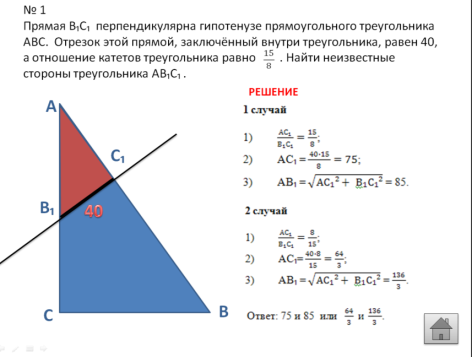 № 1
Прямая B₁C₁ перпендикулярна гипотенузе прямоугольного треугольника
ABC. Отрезок этой прямой, заключённый внутри треугольника, равен 40,
а отношение катетов треугольника равно 15/8 . Найти неизвестные
стороны треугольника AB₁C₁ .
РЕШЕНИЕ
1 случай
1) AC₁/B₁C₁ = 15/8;
2) AC₁ = 40·15/8 = 75;
3) AB₁ = √(AC₁² + B₁C₁²) = 85.
2 случай
1) AC₁/B₁C₁ = 8/15;
2) AC₁= 40·8/15 = 64/3;
3) AB₁ = √(AC₁² + B₁C₁²) = 136/3.
Ответ: 75 и 85 или 64/3 и 136/3.
A
C₁
B₁
40
C
B